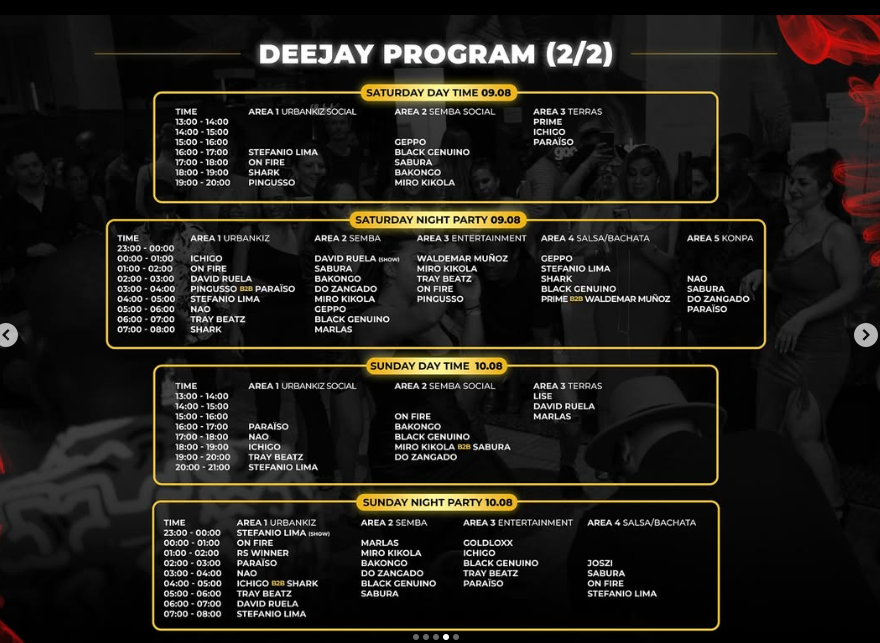 DEEJAY PROGRAM (2/2)
SATURDAY DAY TIME 09.08
TIME AREA 1 URBANKIZ SOCIAL AREA 2 SEMBA SOCIAL AREA 3 TERRAS
13:00 - 14:00 PRIME
14:00 - 15:00 ICHIGO
15:00 - 16:00 GEPPO PARAÍSO
16:00 - 17:00 STEFANIO LIMA BLACK GENUINO
17:00 - 18:00 ON FIRE SABURA
18:00 - 19:00 SHARK BAKONGO
19:00 - 20:00 PINGUSSO MIRO KIKOLA
SATURDAY NIGHT PARTY 09.08
TIME AREA 1 URBANKIZ AREA 2 SEMBA AREA 3 ENTERTAINMENT AREA 4 SALSA/BACHATA AREA 5 KONPA
23:00 - 00:00
00:00 - 01:00 ICHIGO DAVID RUELA (SHOW) WALDEMAR MUÑOZ GEPPO
01:00 - 02:00 ON FIRE SABURA MIRO KIKOLA STEFANIO LIMA
02:00 - 03:00 DAVID RUELA BAKONGO TRAY BEATZ SHARK NAO
03:00 - 04:00 PINGUSSO B2B PARAÏSO DO ZANGADO ON FIRE BLACK GENUINO SABURA
04:00 - 05:00 STEFANIO LIMA MIRO KIKOLA PINGUSSO PRIME B2B WALDEMAR MUÑOZ DO ZANGADO
05:00 - 06:00 NAO GEPPO PARAÍSO
06:00 - 07:00 TRAY BEATZ BLACK GENUINO
07:00 - 08:00 SHARK MARLAS
SUNDAY DAY TIME 10.08
TIME AREA 1 URBANKIZ SOCIAL AREA 2 SEMBA SOCIAL AREA 3 TERRAS
13:00 - 14:00 LISE
14:00 - 15:00 DAVID RUELA
15:00 - 16:00 ON FIRE MARLAS
16:00 - 17:00 PARAÏSO BAKONGO
17:00 - 18:00 NAO BLACK GENUINO
18:00 - 19:00 ICHIGO MIRO KIKOLA B2B SABURA
19:00 - 20:00 TRAY BEATZ DO ZANGADO
20:00 - 21:00 STEFANIO LIMA
SUNDAY NIGHT PARTY 10.08
TIME AREA 1 URBANKIZ AREA 2 SEMBA AREA 3 ENTERTAINMENT AREA 4 SALSA/BACHATA
23:00 - 00:00 STEFANIO LIMA (SHOW)
00:00 - 01:00 ON FIRE MARLAS GOLDLOXX
01:00 - 02:00 RS WINNER MIRO KIKOLA ICHIGO
02:00 - 03:00 PARAÏSO BAKONGO BLACK GENUINO JOSZI
03:00 - 04:00 NAO DO ZANGADO TRAY BEATZ SABURA
04:00 - 05:00 ICHIGO B2B SHARK BLACK GENUINO PARAÍSO ON FIRE
05:00 - 06:00 TRAY BEATZ SABURA STEFANIO LIMA
06:00 - 07:00 DAVID RUELA
07:00 - 08:00 STEFANIO LIMA